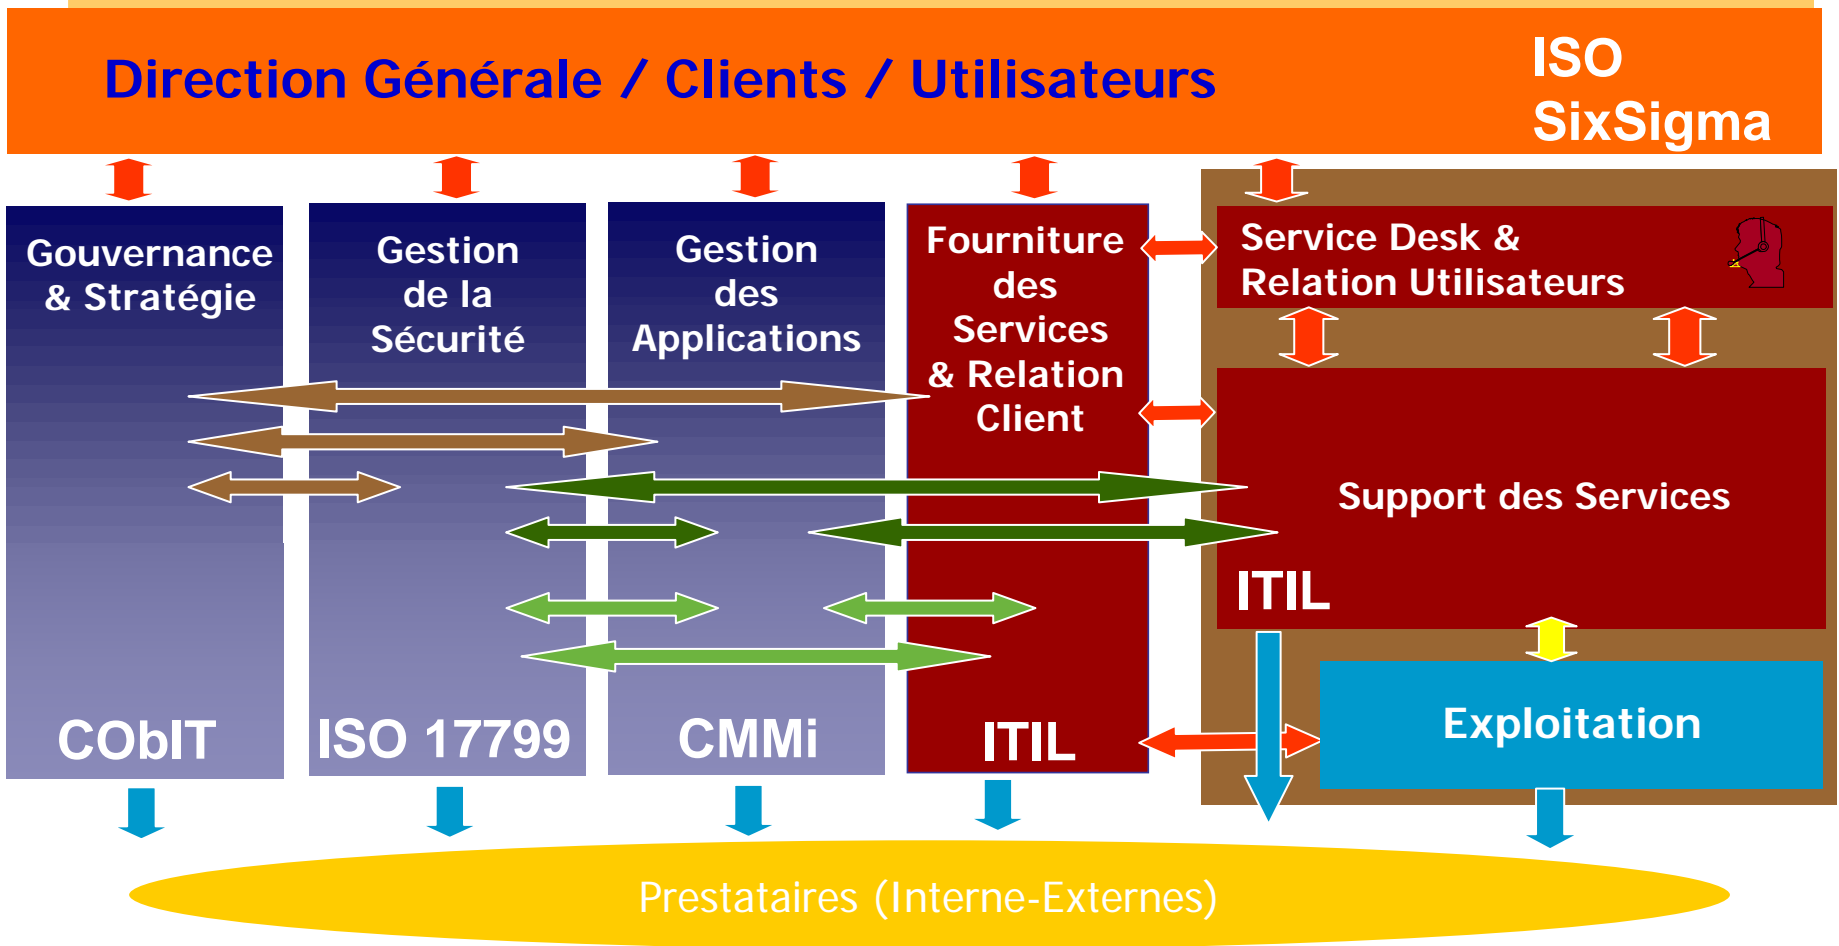 Direction Générale / Clients / Utilisateurs
ISO
SixSigma
Gouvernance
& Stratégie
CObIT
Gestion
de la
Sécurité
ISO 17799
Gestion
des
Applications
CMMi
Fourniture
des
Services
& Relation
Client
ITIL
Service Desk &
Relation Utilisateurs
Support des Services
ITIL
Exploitation
Prestataires (Interne-Externes)